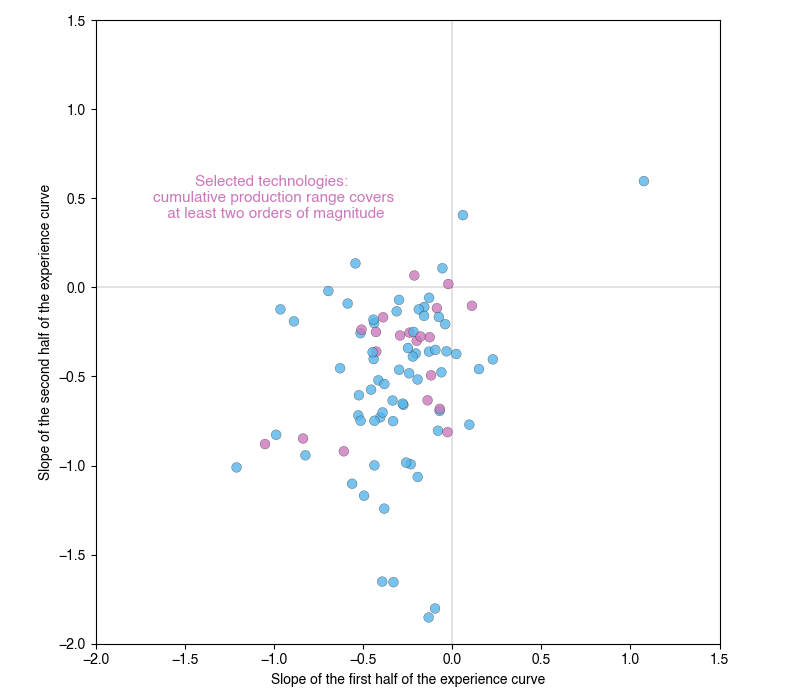 1.5
1.0
0.5
0.0
−0.5
−1.0
−1.5
−2.0
Slope of the second half of the experience curve
Selected technologies:
cumulative production range covers
at least two orders of magnitude
−2.0 −1.5 −1.0 −0.5 0.0 0.5 1.0 1.5
Slope of the first half of the experience curve